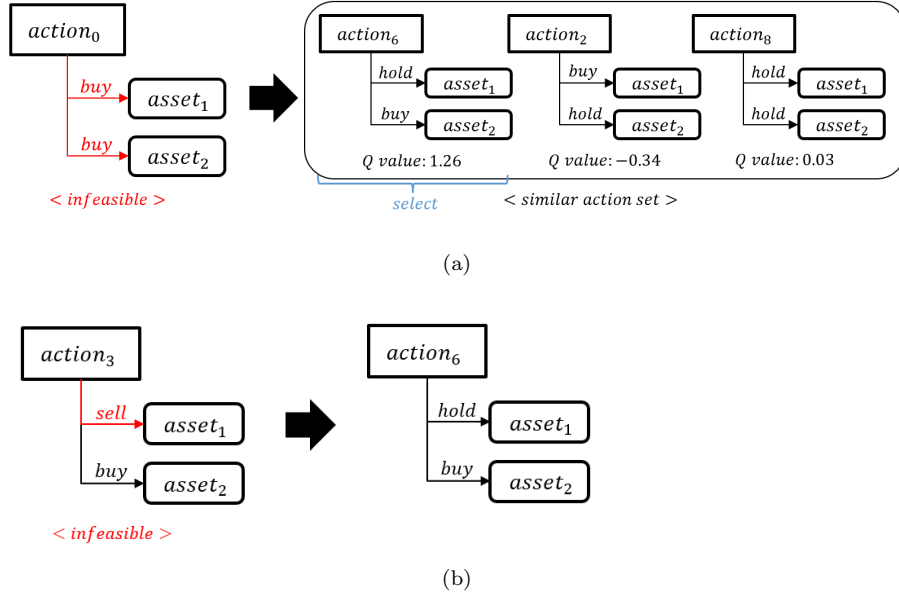 action₀
buy
asset₁
buy
asset₂
< infeasible >
action₆
hold
asset₁
buy
asset₂
Q value: 1.26
select
action₂
buy
asset₁
hold
asset₂
Q value: −0.34
action₈
hold
asset₁
hold
asset₂
Q value: 0.03
< similar action set >
(a)
action₃
sell
asset₁
buy
asset₂
< infeasible >
action₆
hold
asset₁
buy
asset₂
(b)